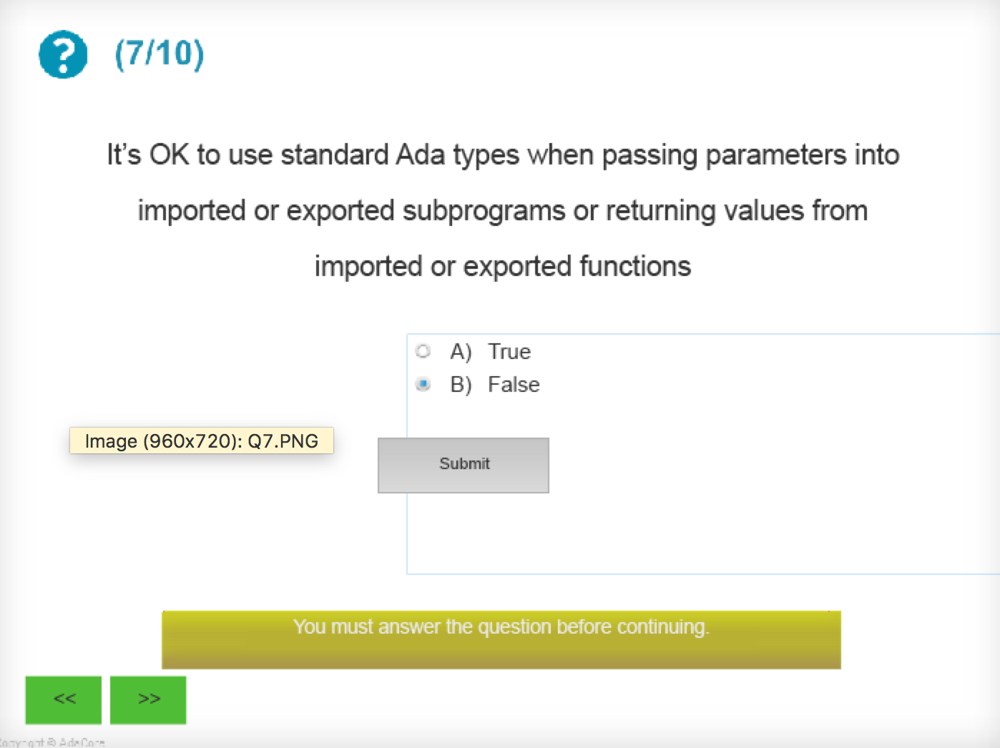 ?
(7/10)
It's OK to use standard Ada types when passing parameters into
imported or exported subprograms or returning values from
imported or exported functions
A) True
B) False
Image (960x720): Q7.PNG
Submit
You must answer the question before continuing.
<< >>
Copyright © AdaCore